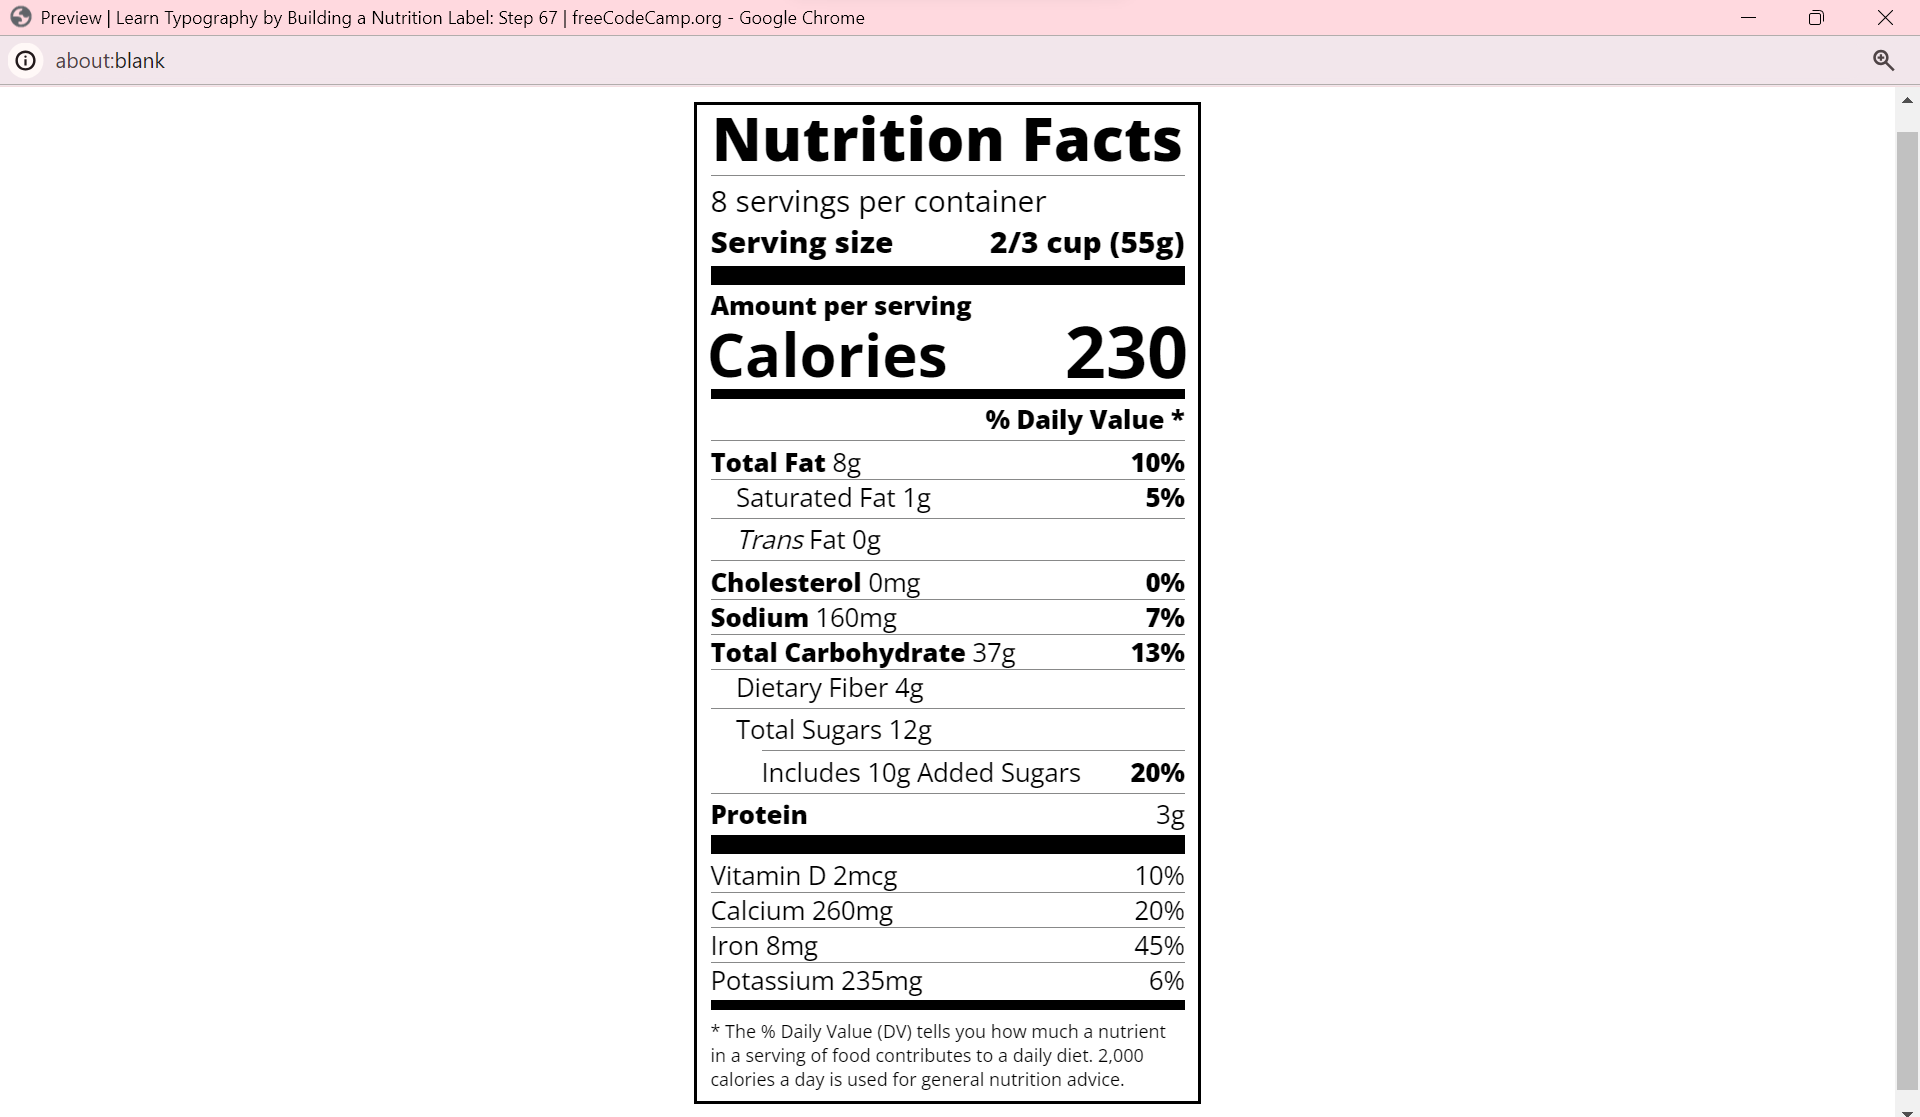 Preview | Learn Typography by Building a Nutrition Label: Step 67 | freeCodeCamp.org - Google Chrome
about:blank
Nutrition Facts
8 servings per container
Serving size 2/3 cup (55g)
Amount per serving
Calories 230
% Daily Value *
Total Fat 8g 10%
Saturated Fat 1g 5%
Trans Fat 0g
Cholesterol 0mg 0%
Sodium 160mg 7%
Total Carbohydrate 37g 13%
Dietary Fiber 4g
Total Sugars 12g
Includes 10g Added Sugars 20%
Protein 3g
Vitamin D 2mcg 10%
Calcium 260mg 20%
Iron 8mg 45%
Potassium 235mg 6%
* The % Daily Value (DV) tells you how much a nutrient
in a serving of food contributes to a daily diet. 2,000
calories a day is used for general nutrition advice.